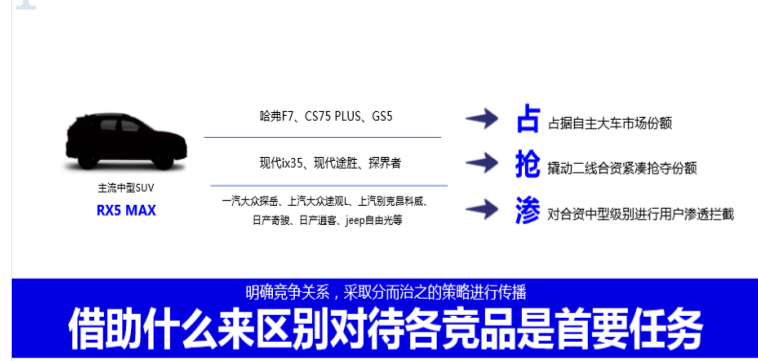 哈弗F7、CS75 PLUS、GS5
占 占据自主大车市场份额
现代ix35、现代途胜、探界者
抢 撬动二线合资紧凑抢夺份额
主流中型SUV
RX5 MAX
一汽大众探岳、上汽大众途观L、上汽别克昂科威、
日产奇骏、日产逍客、jeep自由光等
渗 对合资中型级别进行用户渗透拦截
明确竞争关系，采取分而治之的策略进行传播
借助什么来区别对待各竞品是首要任务